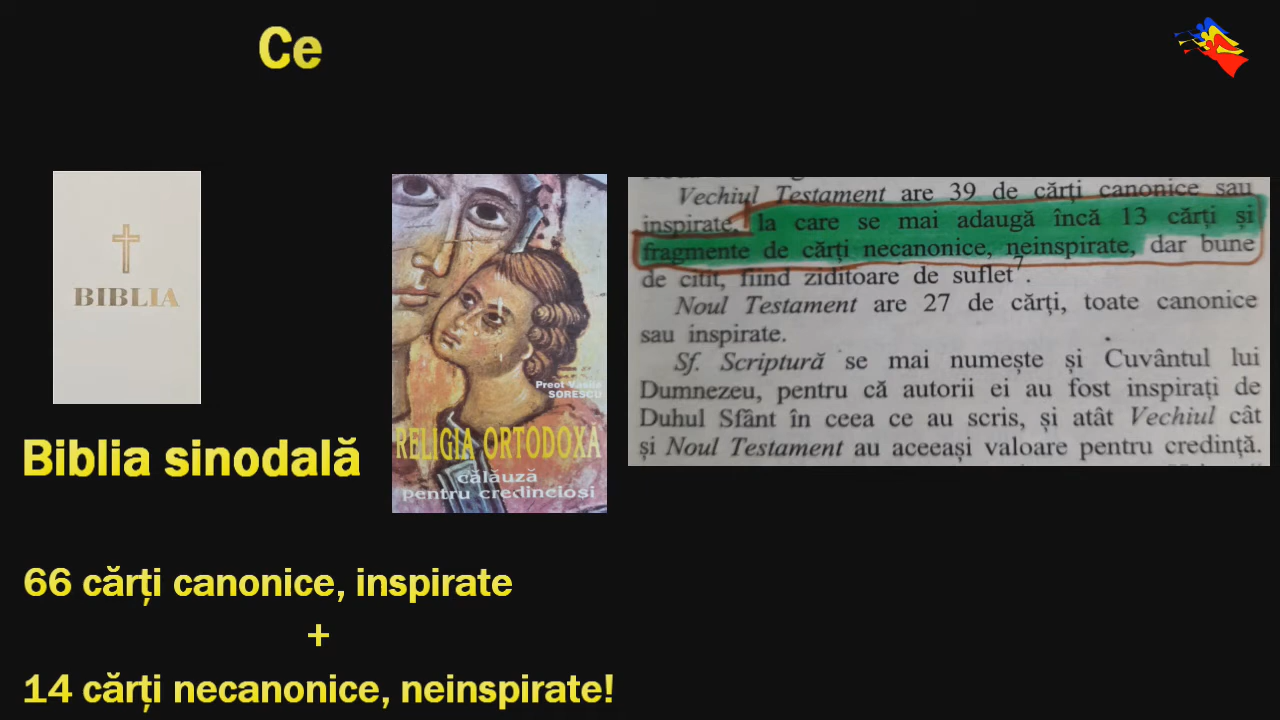 Ce
BIBLIA
Biblia sinodală
Preot Vasile
SORESCU
RELIGIA ORTODOXĂ
călăuză
pentru credincioși
Vechiul Testament are 39 de cărți canonice sau
inspirate, la care se mai adaugă încă 13 cărți și
fragmente de cărți necanonice, neinspirate, dar bune
de citit, fiind ziditoare de suflet7.
Noul Testament are 27 de cărți, toate canonice
sau inspirate.
Sf. Scriptură se mai numește și Cuvântul lui
Dumnezeu, pentru că autorii ei au fost inspirați de
Duhul Sfânt în ceea ce au scris, și atât Vechiul cât
și Noul Testament au aceeași valoare pentru credință.
66 cărți canonice, inspirate
+
14 cărți necanonice, neinspirate!